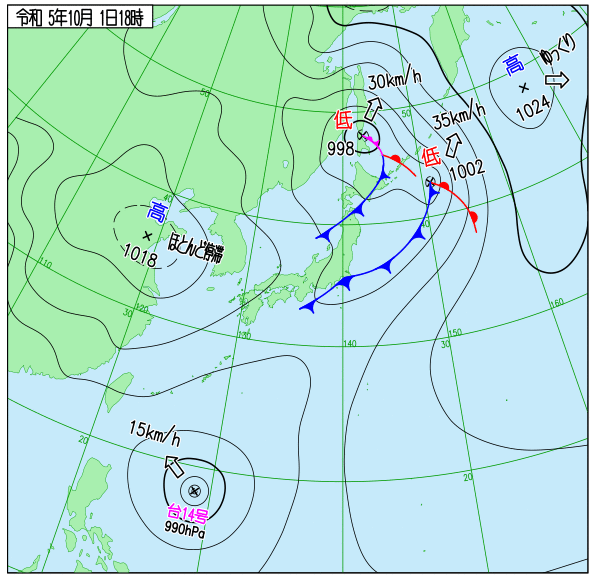 令和 5年10月 1日18時
高
ゆっくり
1024
30km/h
50
50
低
998
35km/h
低
1002
40
高
1018
ほとんど停滞
40
110
120
30
130
140
30
150
160
15km/h
20
20
台14号
990hPa